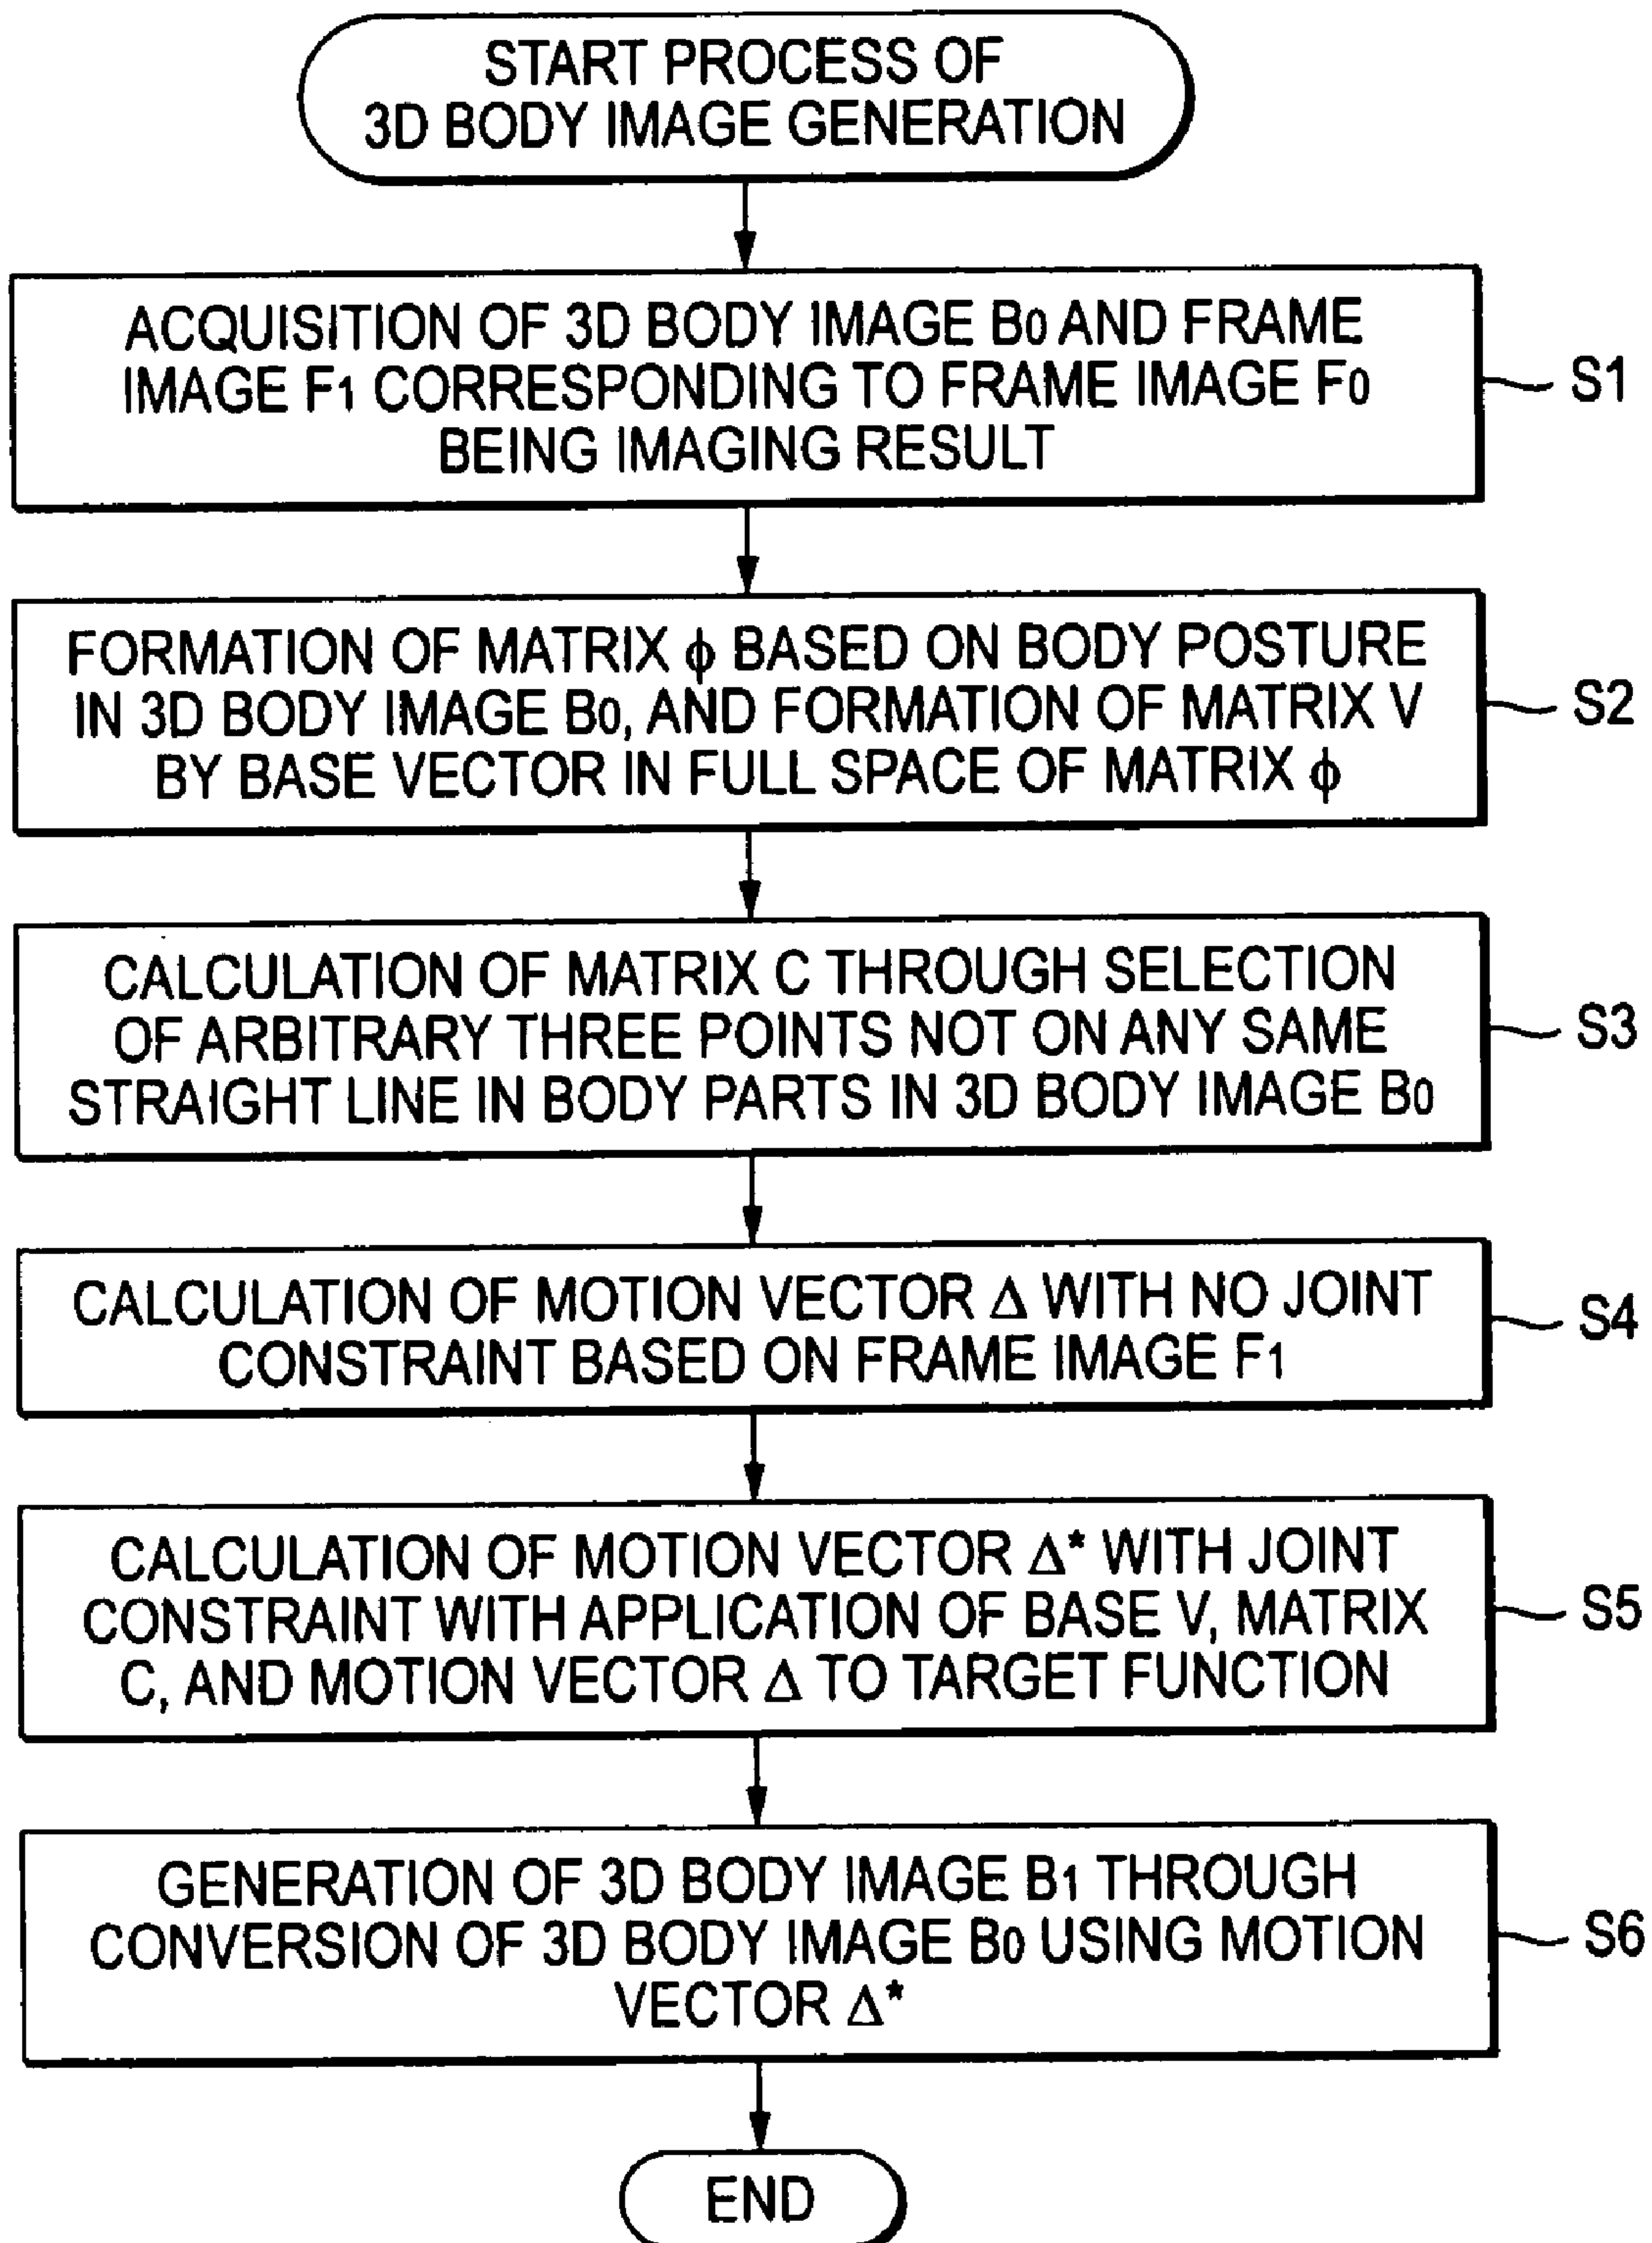 START PROCESS OF
3D BODY IMAGE GENERATION
ACQUISITION OF 3D BODY IMAGE B0 AND FRAME
IMAGE F1 CORRESPONDING TO FRAME IMAGE F0
BEING IMAGING RESULT
S1
FORMATION OF MATRIX ϕ BASED ON BODY POSTURE
IN 3D BODY IMAGE B0, AND FORMATION OF MATRIX V
BY BASE VECTOR IN FULL SPACE OF MATRIX ϕ
S2
CALCULATION OF MATRIX C THROUGH SELECTION
OF ARBITRARY THREE POINTS NOT ON ANY SAME
STRAIGHT LINE IN BODY PARTS IN 3D BODY IMAGE B0
S3
CALCULATION OF MOTION VECTOR Δ WITH NO JOINT
CONSTRAINT BASED ON FRAME IMAGE F1
S4
CALCULATION OF MOTION VECTOR Δ* WITH JOINT
CONSTRAINT WITH APPLICATION OF BASE V, MATRIX
C, AND MOTION VECTOR Δ TO TARGET FUNCTION
S5
GENERATION OF 3D BODY IMAGE B1 THROUGH
CONVERSION OF 3D BODY IMAGE B0 USING MOTION
VECTOR Δ*
S6
END